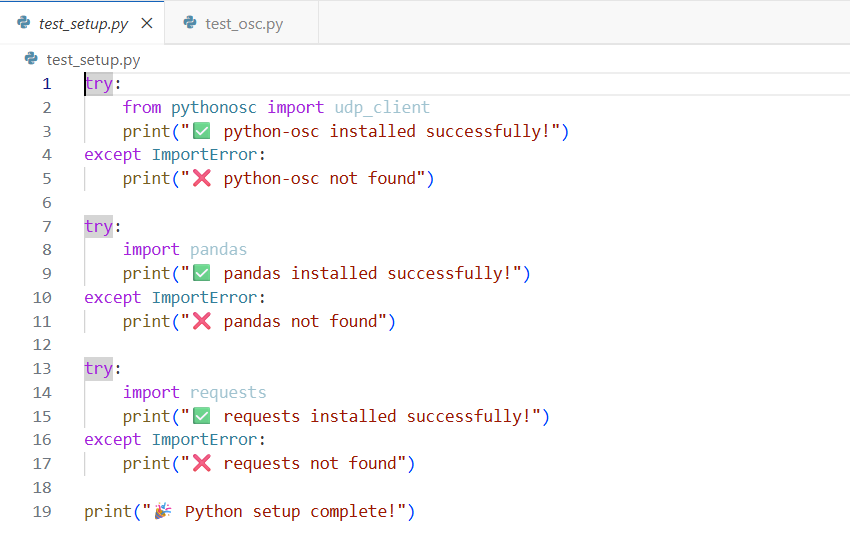 test_setup.py
test_osc.py
test_setup.py
1 try:
2 from pythonosc import udp_client
3 print("✅ python-osc installed successfully!")
4 except ImportError:
5 print("❌ python-osc not found")
6
7 try:
8 import pandas
9 print("✅ pandas installed successfully!")
10 except ImportError:
11 print("❌ pandas not found")
12
13 try:
14 import requests
15 print("✅ requests installed successfully!")
16 except ImportError:
17 print("❌ requests not found")
18
19 print("🎉 Python setup complete!")